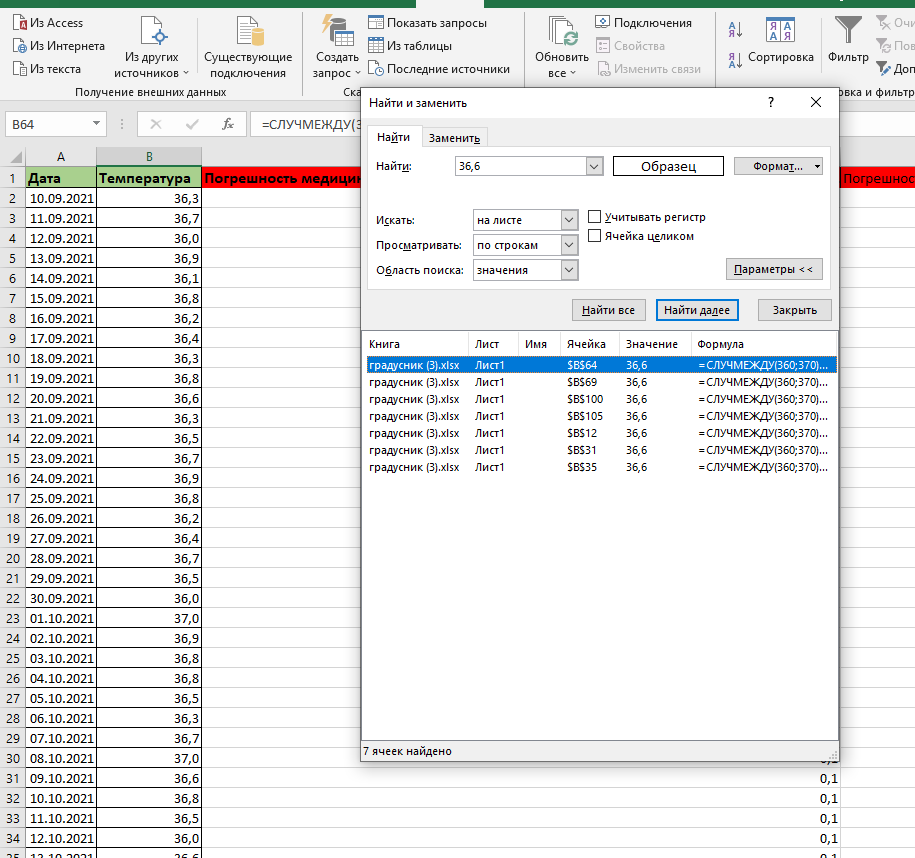 Из Access
Из Интернета
Из текста
Из других источников
Существующие подключения
Получение внешних данных
Создать запрос
Показать запросы
Из таблицы
Последние источники
Обновить все
Подключения
Свойства
Изменить связи
Сортировка
Фильтр
B64
fx
Найти и заменить
?
Найти
Заменить
Найти:
36,6
Образец
Формат...
Искать:
на листе
Учитывать регистр
Просматривать:
по строкам
Ячейка целиком
Область поиска:
значения
Параметры <<
Найти все
Найти далее
Закрыть
Книга Лист Имя Ячейка Значение Формула
градусник (3).xlsx Лист1 $B$64 36,6 =СЛУЧМЕЖДУ(360;370)...
градусник (3).xlsx Лист1 $B$69 36,6 =СЛУЧМЕЖДУ(360;370)...
градусник (3).xlsx Лист1 $B$100 36,6 =СЛУЧМЕЖДУ(360;370)...
градусник (3).xlsx Лист1 $B$105 36,6 =СЛУЧМЕЖДУ(360;370)...
градусник (3).xlsx Лист1 $B$12 36,6 =СЛУЧМЕЖДУ(360;370)...
градусник (3).xlsx Лист1 $B$31 36,6 =СЛУЧМЕЖДУ(360;370)...
градусник (3).xlsx Лист1 $B$35 36,6 =СЛУЧМЕЖДУ(360;370)...
7 ячеек найдено
A B
1 Дата Температура Погрешность
2 10.09.2021 36,3
3 11.09.2021 36,7
4 12.09.2021 36,0
5 13.09.2021 36,9
6 14.09.2021 36,1
7 15.09.2021 36,8
8 16.09.2021 36,2
9 17.09.2021 36,4
10 18.09.2021 36,3
11 19.09.2021 36,8
12 20.09.2021 36,6
13 21.09.2021 36,3
14 22.09.2021 36,5
15 23.09.2021 36,7
16 24.09.2021 36,9
17 25.09.2021 36,8
18 26.09.2021 36,2
19 27.09.2021 36,4
20 28.09.2021 36,7
21 29.09.2021 36,5
22 30.09.2021 36,0
23 01.10.2021 37,0
24 02.10.2021 36,9
25 03.10.2021 36,8
26 04.10.2021 36,8
27 05.10.2021 36,5
28 06.10.2021 36,3
29 07.10.2021 36,7
30 08.10.2021 37,0
31 09.10.2021 36,6 0,1
32 10.10.2021 36,8 0,1
33 11.10.2021 36,5 0,1
34 12.10.2021 36,0 0,1